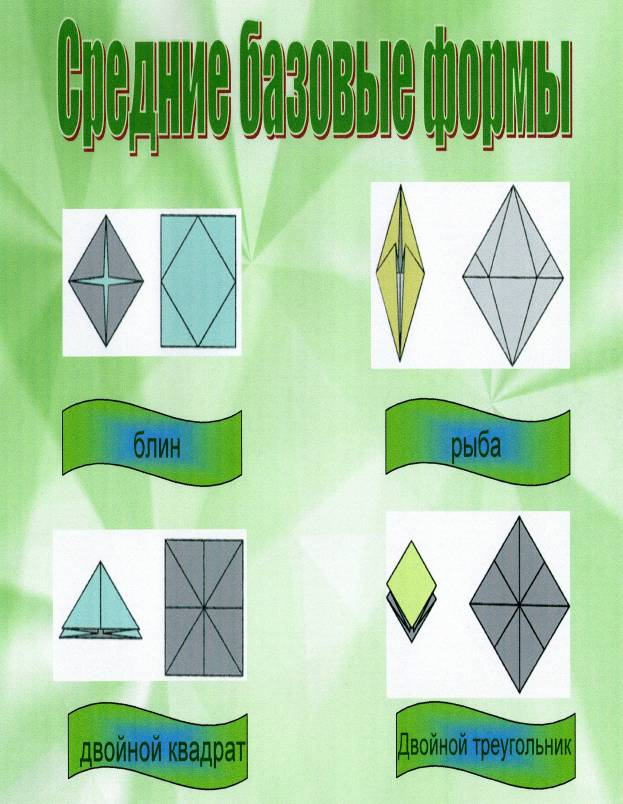 Средние базовые формы
блин
рыба
двойной квадрат
Двойной треугольник